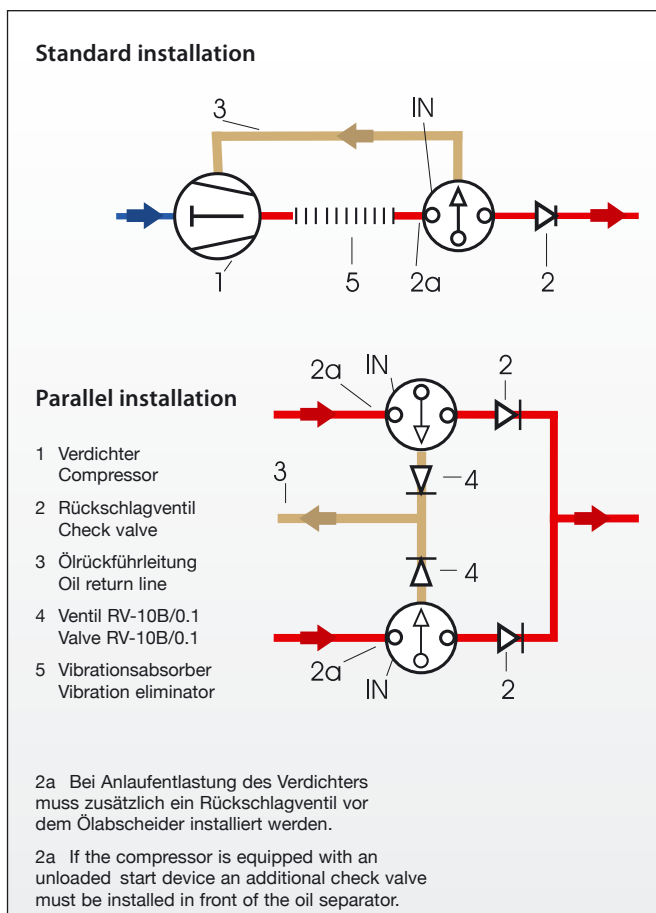 Standard installation
3
IN
1
5
2a
2
Parallel installation
2a
IN
2
1 Verdichter
Compressor
4
2 Rückschlagventil
Check valve
3
3 Ölrückführleitung
Oil return line
4
4 Ventil RV-10B/0.1
Valve RV-10B/0.1
5 Vibrationsabsorber
Vibration eliminator
2a
IN
2
2a Bei Anlaufentlastung des Verdichters
muss zusätzlich ein Rückschlagventil vor
dem Ölabscheider installiert werden.
2a If the compressor is equipped with an
unloaded start device an additional check valve
must be installed in front of the oil separator.